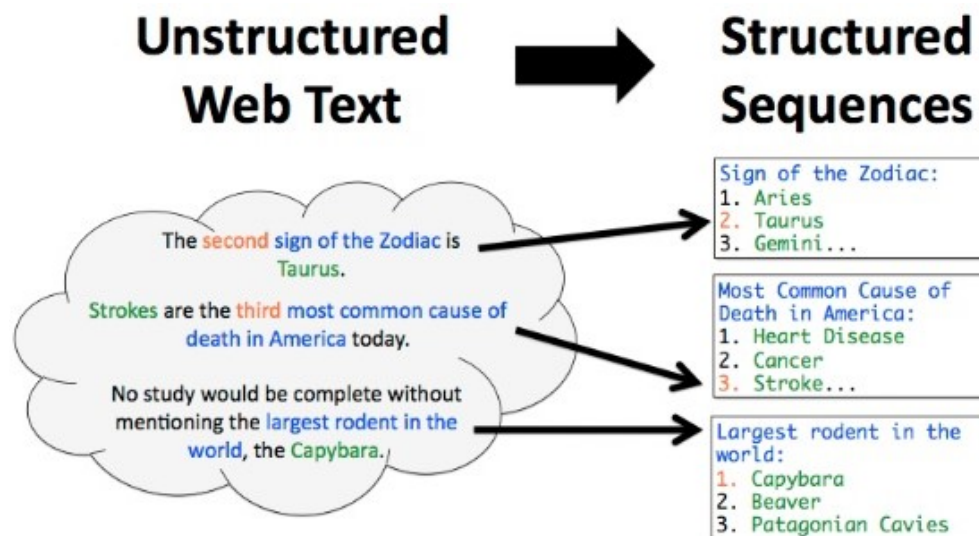 Unstructured
Web Text
Structured
Sequences
The second sign of the Zodiac is
Taurus.
Strokes are the third most common cause of
death in America today.
No study would be complete without
mentioning the largest rodent in the
world, the Capybara.
Sign of the Zodiac:
1. Aries
2. Taurus
3. Gemini...
Most Common Cause of
Death in America:
1. Heart Disease
2. Cancer
3. Stroke...
Largest rodent in the
world:
1. Capybara
2. Beaver
3. Patagonian Cavies